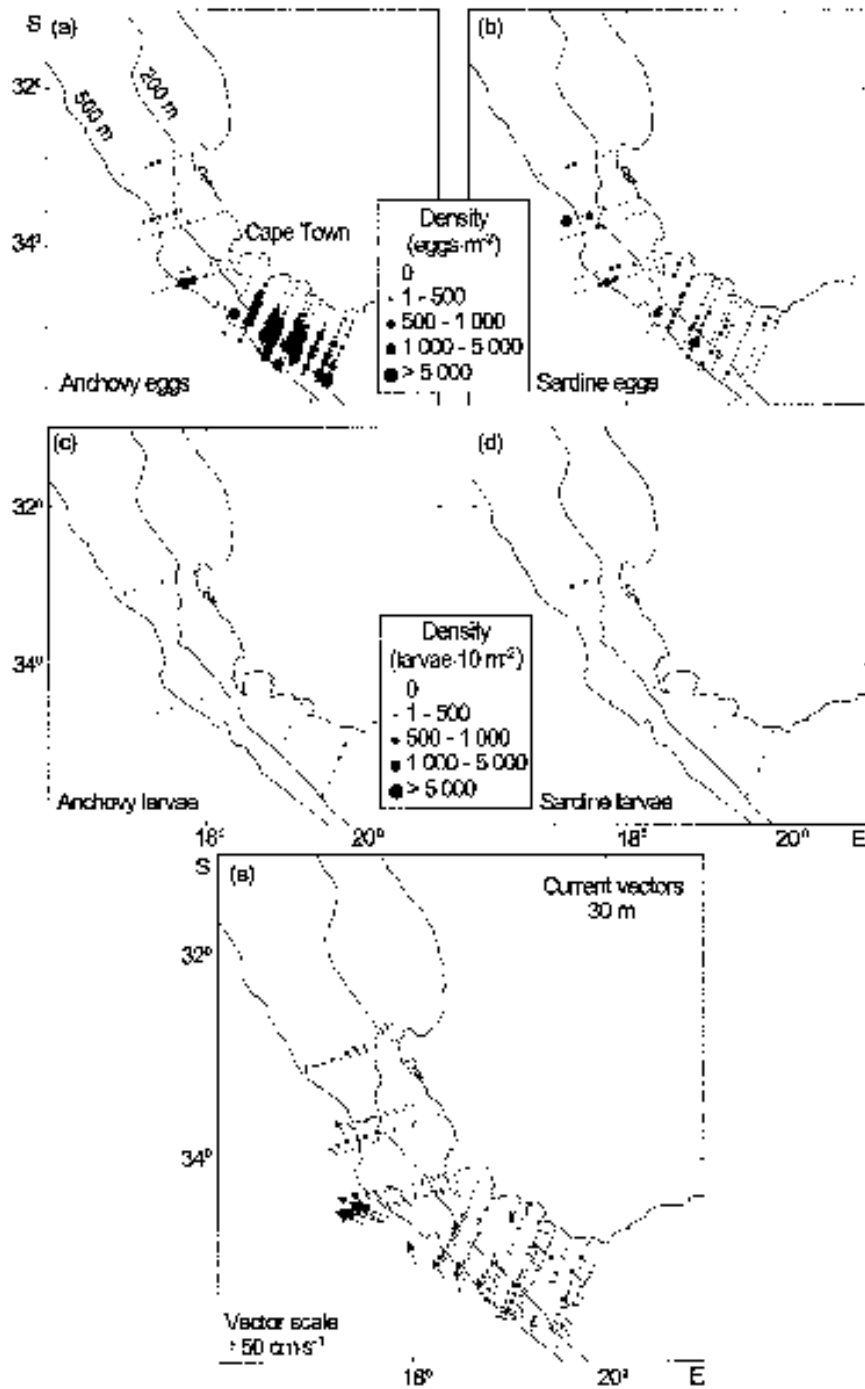 S (a)
(b)
32°
500 m
200 m
34°
Cape Town
Density
(eggs·m⁻²)
0
1 - 500
500 - 1 000
1 000 - 5 000
> 5 000
Anchovy eggs
Sardine eggs
(c)
(d)
32°
34°
Density
(larvae·10 m⁻²)
0
1 - 500
500 - 1 000
1 000 - 5 000
> 5 000
Anchovy larvae
Sardine larvae
18° 20° 18° 20° E
S (e)
Current vectors
30 m
32°
34°
Vector scale
50 cm·s⁻¹
18° 20° E